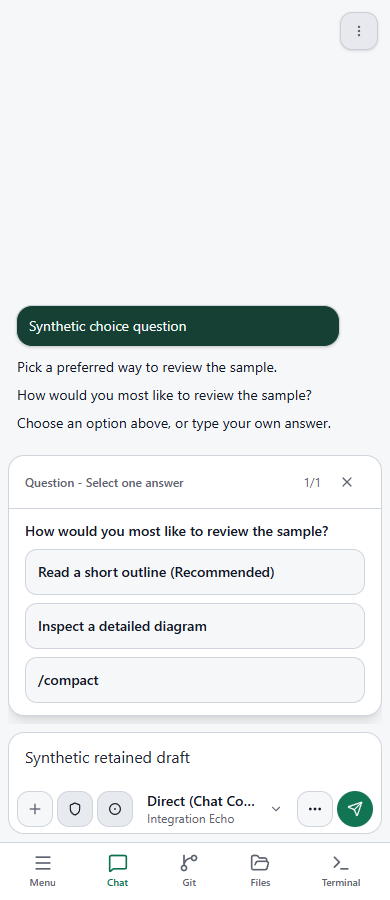 Synthetic choice question
Pick a preferred way to review the sample.
How would you most like to review the sample?
Choose an option above, or type your own answer.
Question - Select one answer 1/1
How would you most like to review the sample?
Read a short outline (Recommended)
Inspect a detailed diagram
/compact
Synthetic retained draft
Direct (Chat Co...
Integration Echo
Menu Chat Git Files Terminal